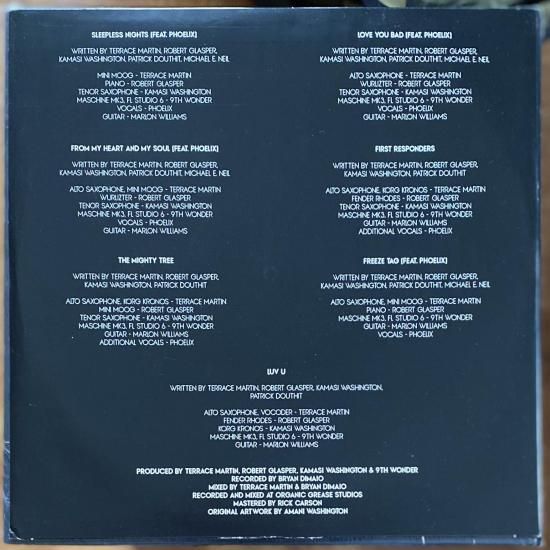 SLEEPLESS NIGHTS (FEAT. PHOELIX)
WRITTEN BY TERRACE MARTIN, ROBERT GLASPER,
KAMASI WASHINGTON, PATRICK DOUTHIT, MICHAEL E. NEIL
MINI MOOG - TERRACE MARTIN
PIANO - ROBERT GLASPER
TENOR SAXOPHONE - KAMASI WASHINGTON
MASCHINE MK3, FL STUDIO 6 - 9TH WONDER
VOCALS - PHOELIX
GUITAR - MARLON WILLIAMS
FROM MY HEART AND MY SOUL (FEAT. PHOELIX)
WRITTEN BY TERRACE MARTIN, ROBERT GLASPER,
KAMASI WASHINGTON, PATRICK DOUTHIT, MICHAEL E. NEIL
ALTO SAXOPHONE, MINI MOOG - TERRACE MARTIN
WURLIZTER - ROBERT GLASPER
TENOR SAXOPHONE - KAMASI WASHINGTON
MASCHINE MK3, FL STUDIO 6 - 9TH WONDER
VOCALS - PHOELIX
GUITAR - MARLON WILLIAMS
THE MIGHTY TREE
WRITTEN BY TERRACE MARTIN, ROBERT GLASPER,
KAMASI WASHINGTON, PATRICK DOUTHIT
ALTO SAXOPHONE, KORG KRONOS - TERRACE MARTIN
MINI MOOG - ROBERT GLASPER
TENOR SAXOPHONE - KAMASI WASHINGTON
MASCHINE MK3, FL STUDIO 6 - 9TH WONDER
GUITAR - MARLON WILLIAMS
ADDITIONAL VOCALS - PHOELIX
LOVE YOU BAD (FEAT. PHOELIX)
WRITTEN BY TERRACE MARTIN, ROBERT GLASPER,
KAMASI WASHINGTON, PATRICK DOUTHIT, MICHAEL E. NEIL
ALTO SAXOPHONE - TERRACE MARTIN
WURLIZTER - ROBERT GLASPER
TENOR SAXOPHONE - KAMASI WASHINGTON
MASCHINE MK3, FL STUDIO 6 - 9TH WONDER
VOCALS - PHOELIX
GUITAR - MARLON WILLIAMS
FIRST RESPONDERS
WRITTEN BY TERRACE MARTIN, ROBERT GLASPER,
KAMASI WASHINGTON, PATRICK DOUTHIT
ALTO SAXOPHONE, KORG KRONOS - TERRACE MARTIN
FENDER RHODES - ROBERT GLASPER
TENOR SAXOPHONE - KAMASI WASHINGTON
MASCHINE MK3, FL STUDIO 6 - 9TH WONDER
GUITAR - MARLON WILLIAMS
ADDITIONAL VOCALS - PHOELIX
FREEZE TAG (FEAT. PHOELIX)
WRITTEN BY TERRACE MARTIN, ROBERT GLASPER,
KAMASI WASHINGTON, PATRICK DOUTHIT, MICHAEL E. NEIL
ALTO SAXOPHONE, MINI MOOG - TERRACE MARTIN
PIANO - ROBERT GLASPER
MASCHINE MK3, FL STUDIO 6 - 9TH WONDER
GUITAR - MARLON WILLIAMS
VOCALS - PHOELIX
LUV U
WRITTEN BY TERRACE MARTIN, ROBERT GLASPER, KAMASI WASHINGTON,
PATRICK DOUTHIT
ALTO SAXOPHONE, VOCODER - TERRACE MARTIN
FENDER RHODES - ROBERT GLASPER
KORG KRONOS - KAMASI WASHINGTON
MASCHINE MK3, FL STUDIO 6 - 9TH WONDER
GUITAR - MARLON WILLIAMS
PRODUCED BY TERRACE MARTIN, ROBERT GLASPER, KAMASI WASHINGTON & 9TH WONDER
RECORDED BY BRYAN DIMAIO
MIXED BY TERRACE MARTIN & BRYAN DIMAIO
RECORDED AND MIXED AT ORGANIC GREASE STUDIOS
MASTERED BY RICK CARSON
ORIGINAL ARTWORK BY AMANI WASHINGTON